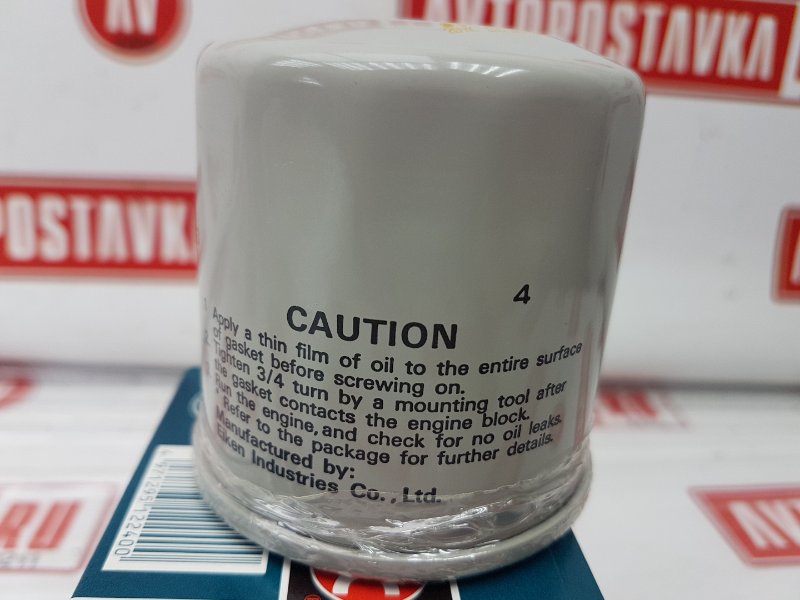 AVTOPOSTAVKA
AV
POSTAVKA
4
CAUTION
1 Apply a thin film of oil to the entire surface
of gasket before screwing on.
2 Tighten 3/4 turn by a mounting tool after
the gasket contacts the engine block.
Run the engine, and check for no oil leaks.
* Refer to the package for further details.
Manufactured by:
Eiken Industries Co., Ltd.
.RU